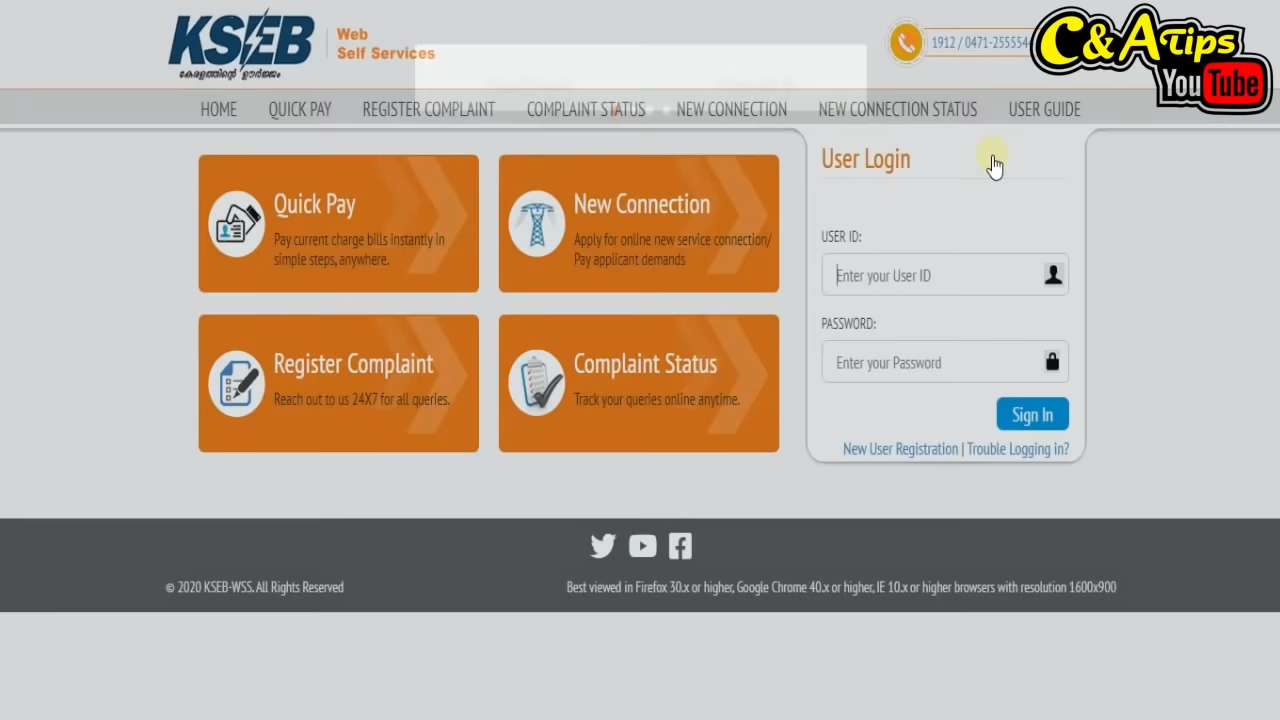 KSEB
കേരളത്തിന്റെ ഊർജ്ജം
Web
Self Services
1912 / 0471-255554
C&A Tips
YouTube
HOME QUICK PAY REGISTER COMPLAINT COMPLAINT STATUS NEW CONNECTION NEW CONNECTION STATUS USER GUIDE
Quick Pay
Pay current charge bills instantly in
simple steps, anywhere.
New Connection
Apply for online new service connection/
Pay applicant demands
Register Complaint
Reach out to us 24X7 for all queries.
Complaint Status
Track your queries online anytime.
User Login
USER ID:
Enter your User ID
PASSWORD:
Enter your Password
Sign In
New User Registration | Trouble Logging in?
© 2020 KSEB-WSS. All Rights Reserved
Best viewed in Firefox 30.x or higher, Google Chrome 40.x or higher, IE 10.x or higher browsers with resolution 1600x900